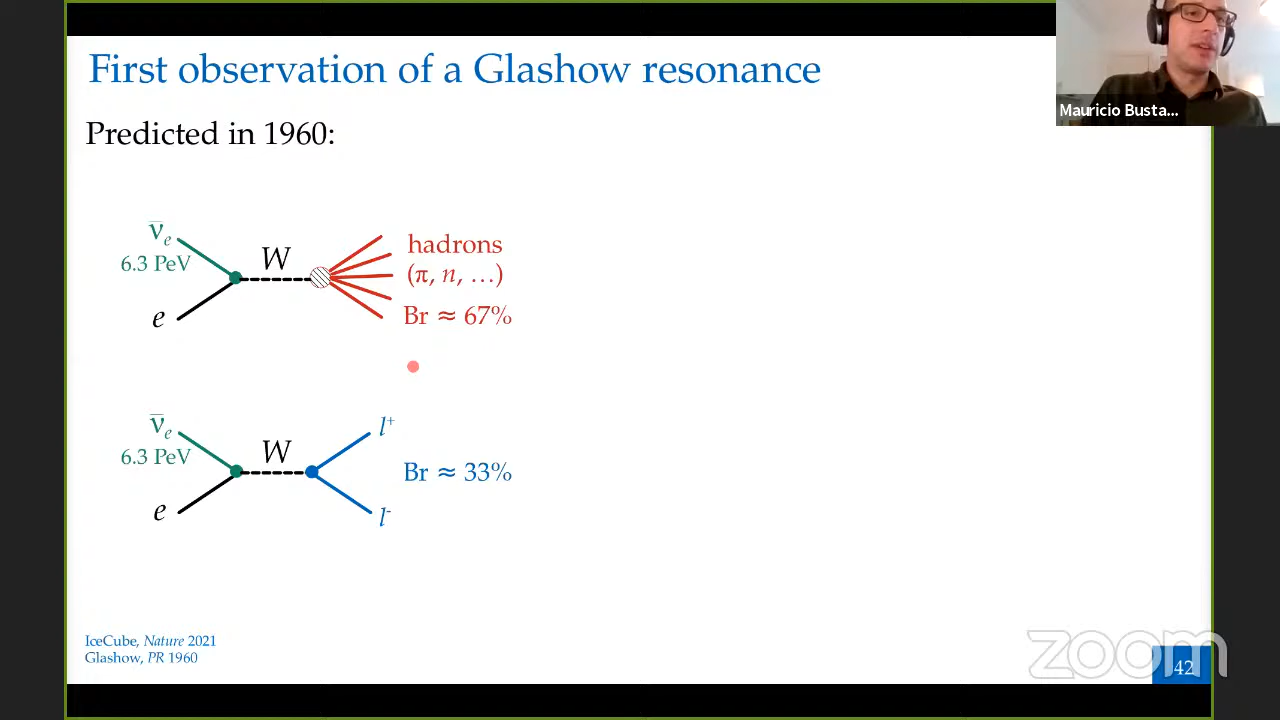 First observation of a Glashow resonance
Mauricio Busta...
Predicted in 1960:
ν̅e
6.3 PeV
W
e
hadrons
(π, n, …)
Br ≈ 67%
ν̅e
6.3 PeV
W
e
l⁺
Br ≈ 33%
l⁻
IceCube, Nature 2021
Glashow, PR 1960
zoom
42